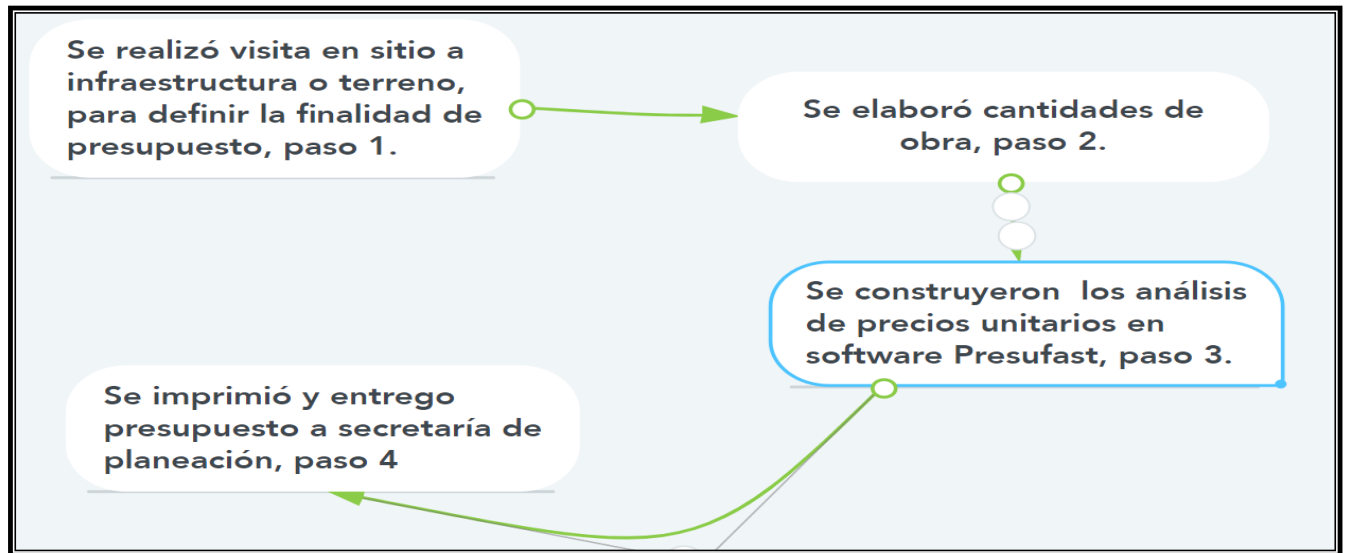 Se realizó visita en sitio a
infraestructura o terreno,
para definir la finalidad de
presupuesto, paso 1.
Se elaboró cantidades de
obra, paso 2.
Se construyeron los análisis
de precios unitarios en
software Presufast, paso 3.
Se imprimió y entrego
presupuesto a secretaría de
planeación, paso 4